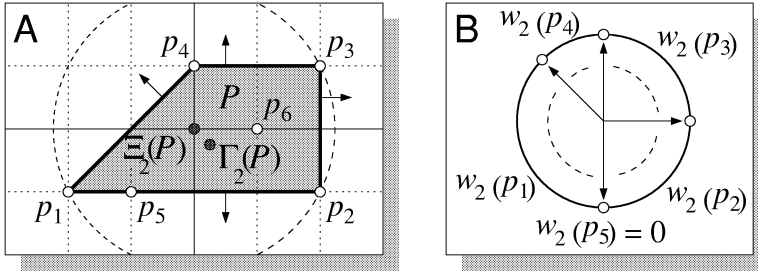 A
p₄
p₃
P
p₆
Ξ₂(P)
Γ₂(P)
p₁
p₅
p₂
B
w₂(p₄)
w₂(p₃)
w₂(p₁)
w₂(p₂)
w₂(p₅) = 0